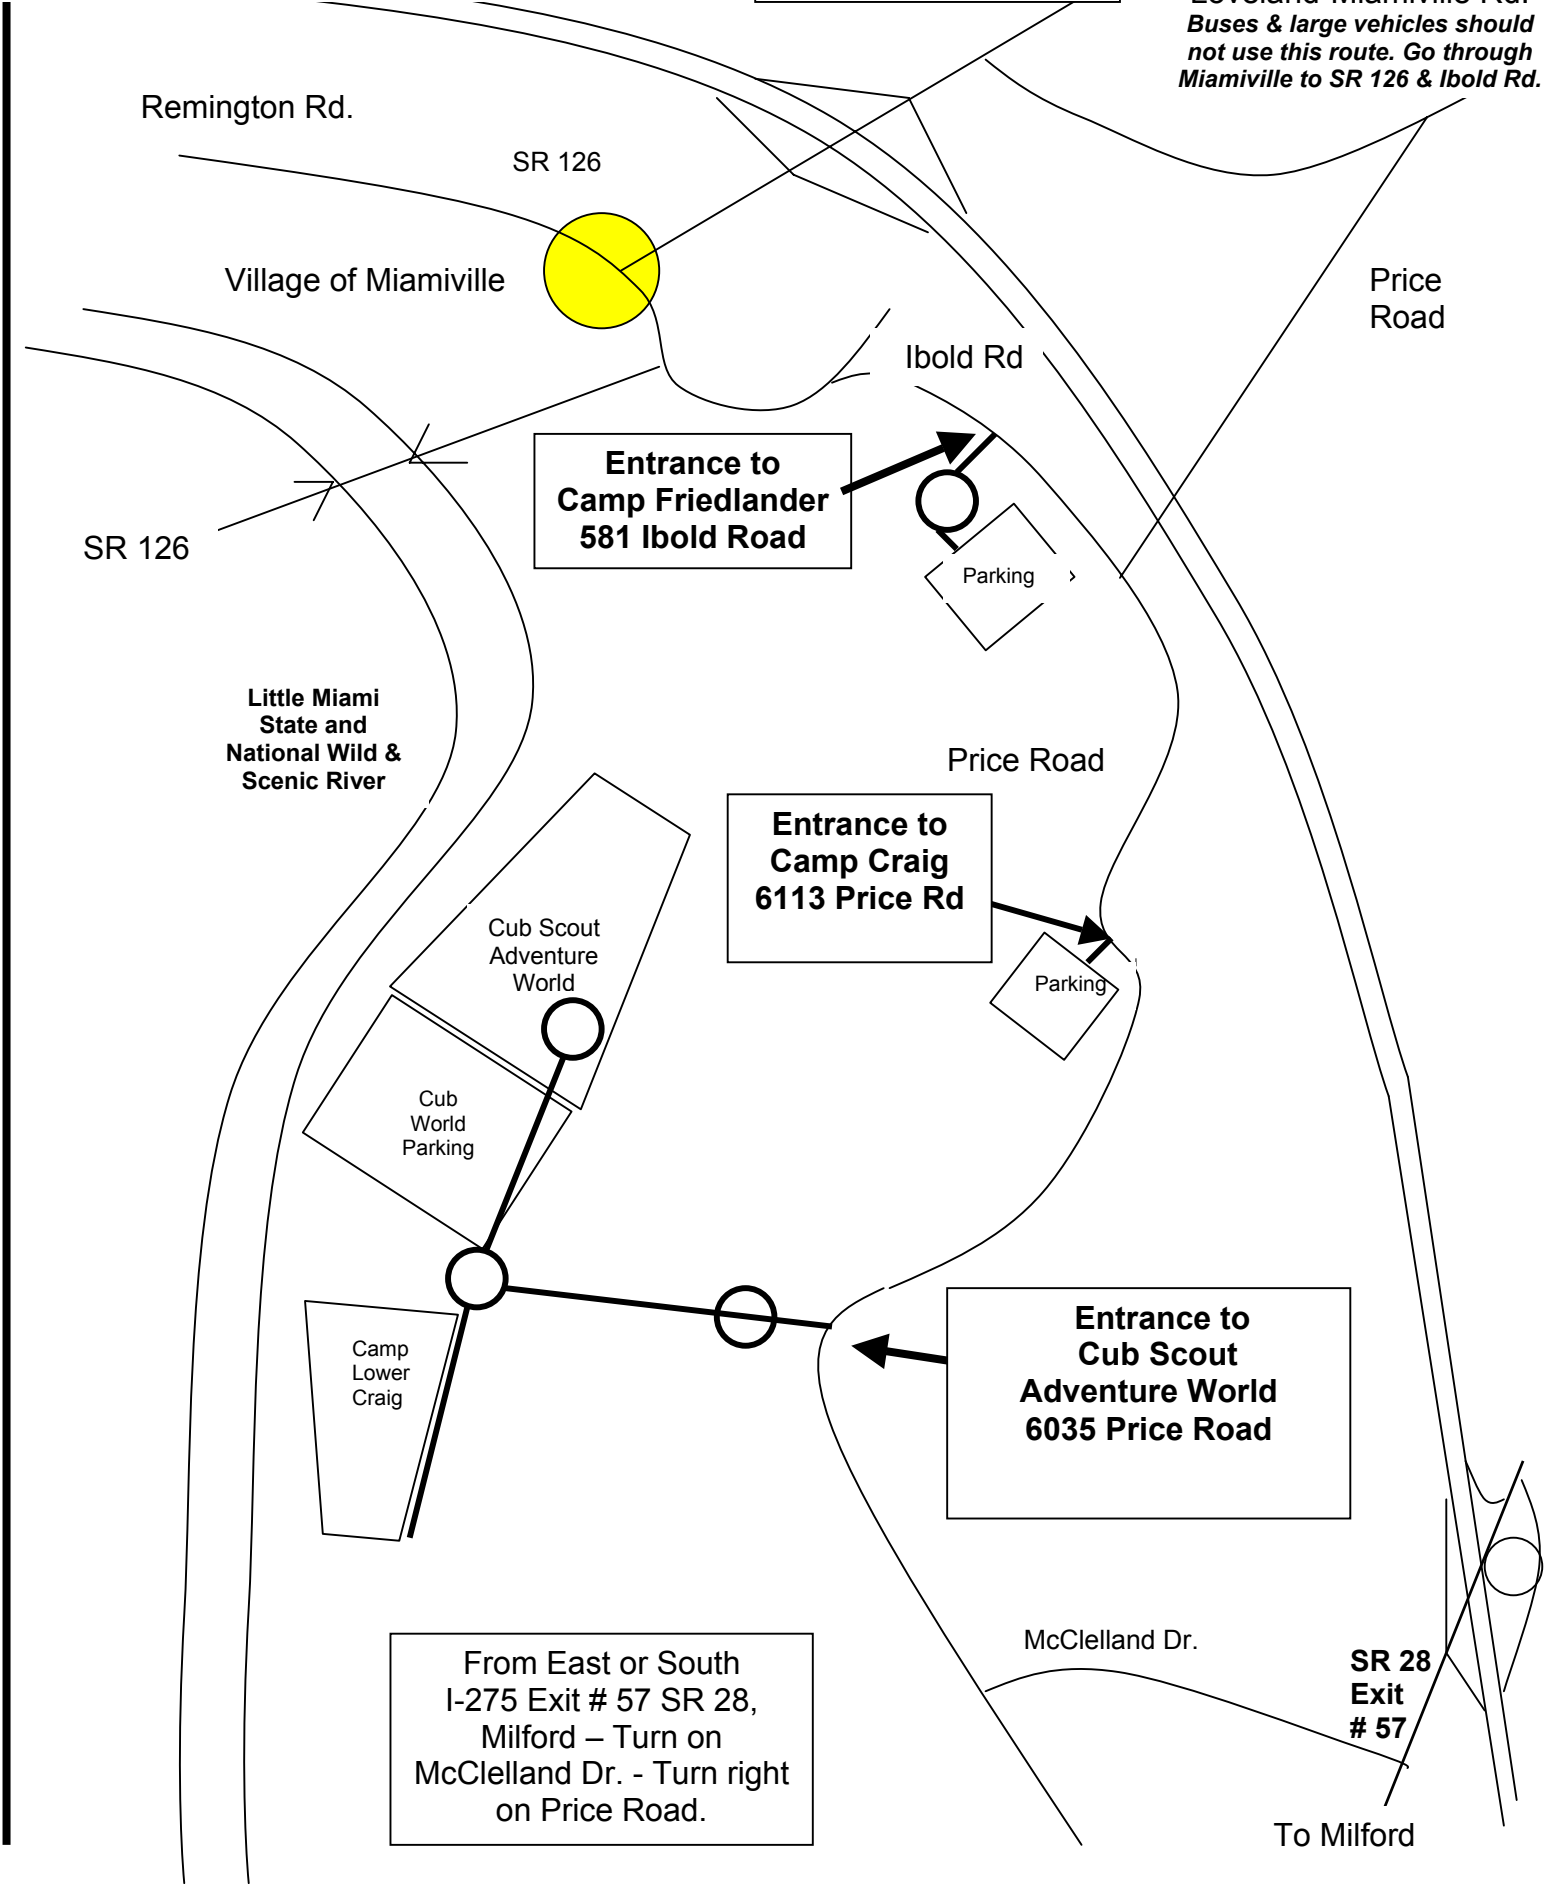 Loveland-Miamiville Rd.
Buses & large vehicles should
not use this route. Go through
Miamiville to SR 126 & Ibold Rd.
Remington Rd.
SR 126
Village of Miamiville
Price
Road
Ibold Rd
Entrance to
Camp Friedlander
581 Ibold Road
SR 126
Parking
Little Miami
State and
National Wild &
Scenic River
Price Road
Entrance to
Camp Craig
6113 Price Rd
Cub Scout
Adventure
World
Parking
Cub
World
Parking
Entrance to
Cub Scout
Adventure World
6035 Price Road
Camp
Lower
Craig
McClelland Dr.
SR 28
Exit
# 57
From East or South
I-275 Exit # 57 SR 28,
Milford – Turn on
McClelland Dr. - Turn right
on Price Road.
To Milford